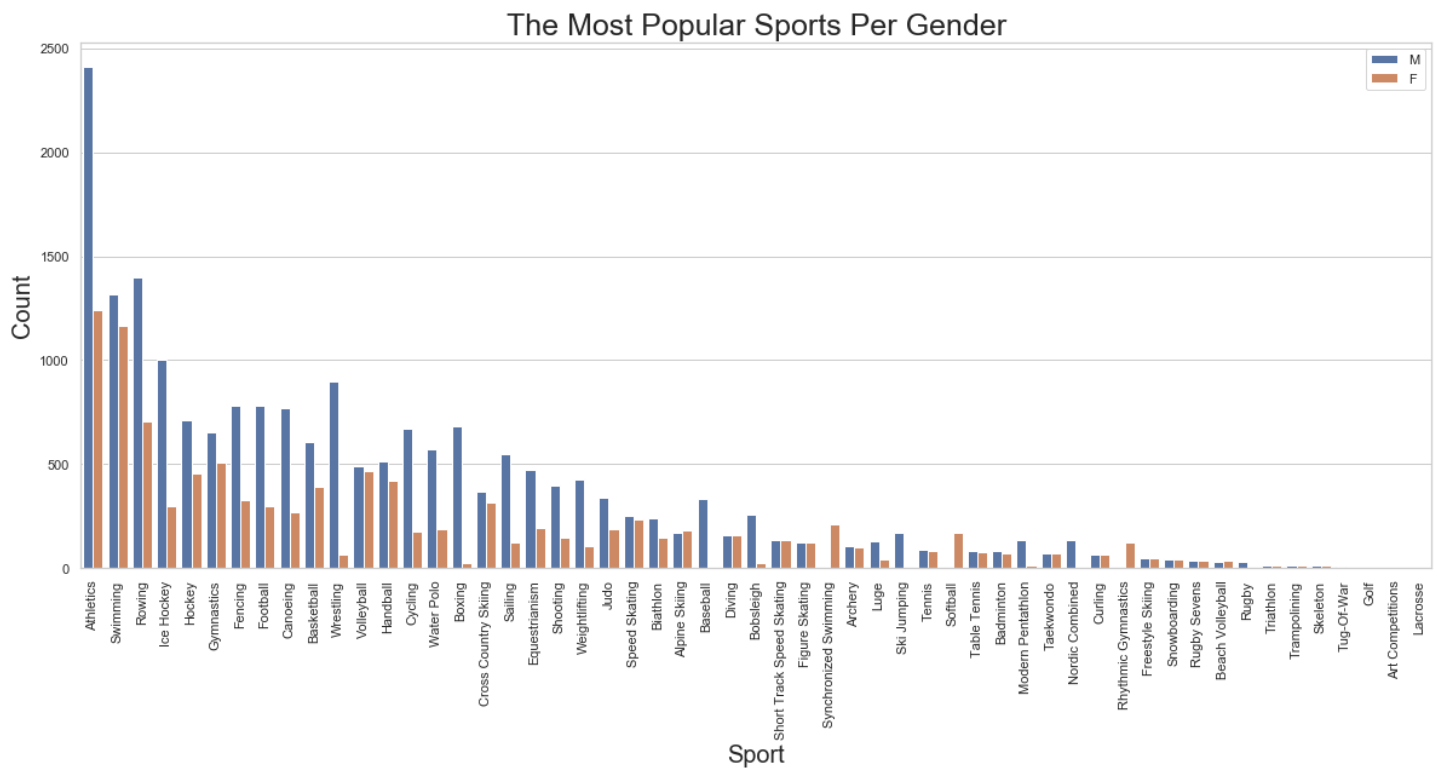 The Most Popular Sports Per Gender
2500
2000
1500
1000
500
0
Count
M
F
Athletics
Swimming
Rowing
Ice Hockey
Hockey
Gymnastics
Fencing
Football
Canoeing
Basketball
Wrestling
Volleyball
Handball
Cycling
Water Polo
Boxing
Cross Country Skiing
Sailing
Equestrianism
Shooting
Weightlifting
Judo
Speed Skating
Biathlon
Alpine Skiing
Baseball
Diving
Bobsleigh
Short Track Speed Skating
Figure Skating
Synchronized Swimming
Archery
Luge
Ski Jumping
Tennis
Softball
Table Tennis
Badminton
Modern Pentathlon
Taekwondo
Nordic Combined
Curling
Rhythmic Gymnastics
Freestyle Skiing
Snowboarding
Rugby Sevens
Beach Volleyball
Rugby
Triathlon
Trampolining
Skeleton
Tug-Of-War
Golf
Art Competitions
Lacrosse
Sport